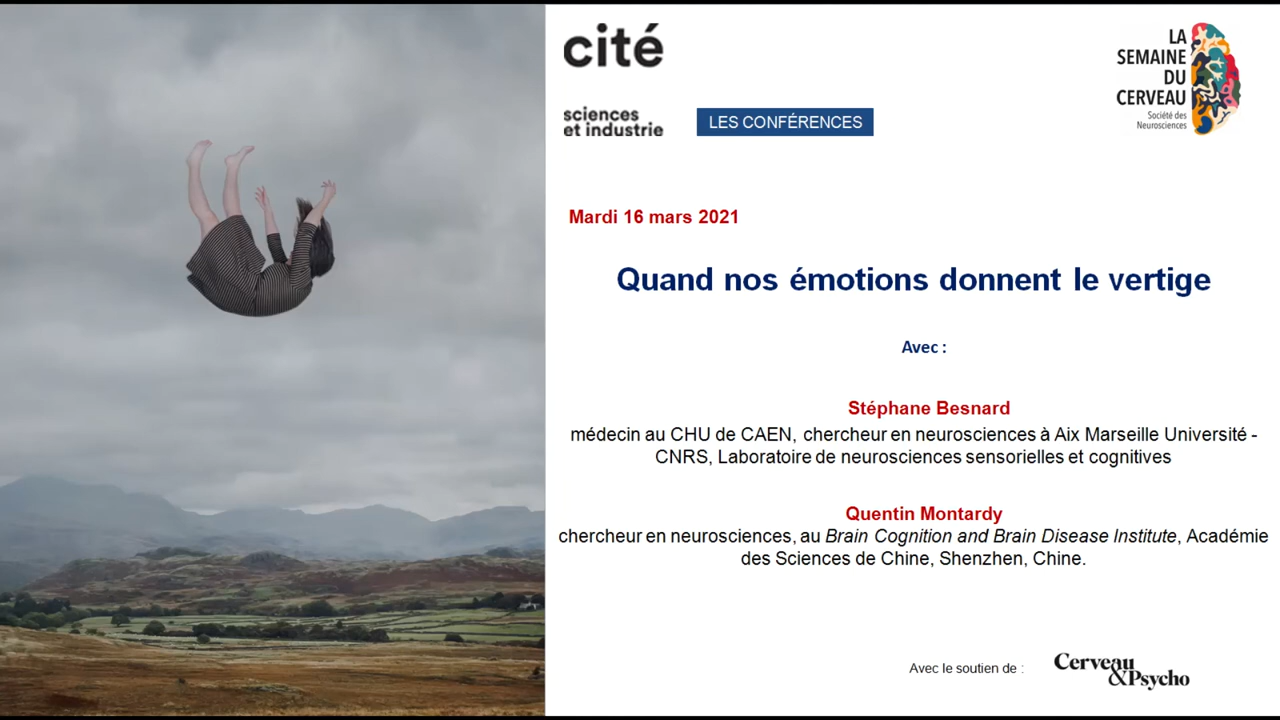 cité
sciences
et industrie
LES CONFÉRENCES
LA
SEMAINE
DU
CERVEAU
Société des
Neurosciences
Mardi 16 mars 2021
Quand nos émotions donnent le vertige
Avec :
Stéphane Besnard
médecin au CHU de CAEN, chercheur en neurosciences à Aix Marseille Université -
CNRS, Laboratoire de neurosciences sensorielles et cognitives
Quentin Montardy
chercheur en neurosciences, au Brain Cognition and Brain Disease Institute, Académie
des Sciences de Chine, Shenzhen, Chine.
Avec le soutien de :
Cerveau
&Psycho